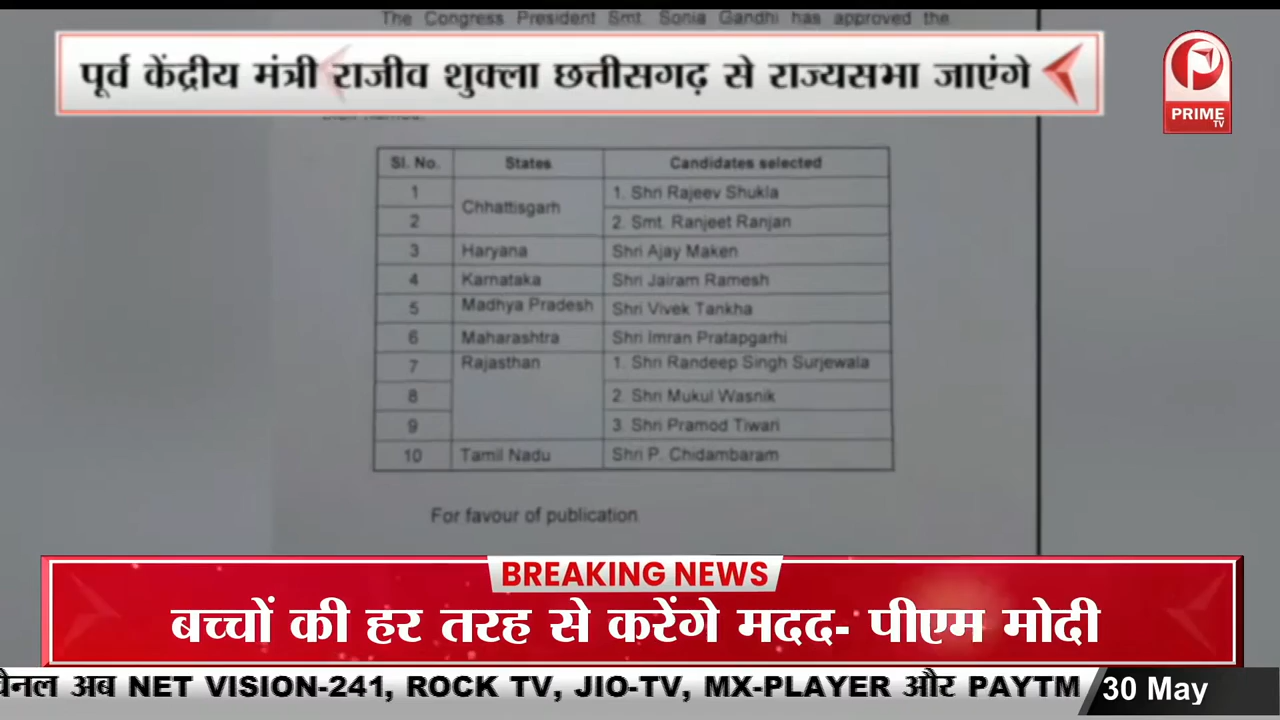 The Congress President Smt. Sonia Gandhi has approved the
पूर्व केंद्रीय मंत्री राजीव शुक्ला छत्तीसगढ़ से राज्यसभा जाएंगे
PRIME
TV
Sl. No. States Candidates selected
1 Chhattisgarh 1. Shri Rajeev Shukla
2 2. Smt. Ranjeet Ranjan
3 Haryana Shri Ajay Maken
4 Karnataka Shri Jairam Ramesh
5 Madhya Pradesh Shri Vivek Tankha
6 Maharashtra Shri Imran Pratapgarhi
7 Rajasthan 1. Shri Randeep Singh Surjewala
8 2. Shri Mukul Wasnik
9 3. Shri Pramod Tiwari
10 Tamil Nadu Shri P. Chidambaram
For favour of publication
BREAKING NEWS
बच्चों की हर तरह से करेंगे मदद- पीएम मोदी
अब NET VISION-241, ROCK TV, JIO-TV, MX-PLAYER और PAYTM 30 May